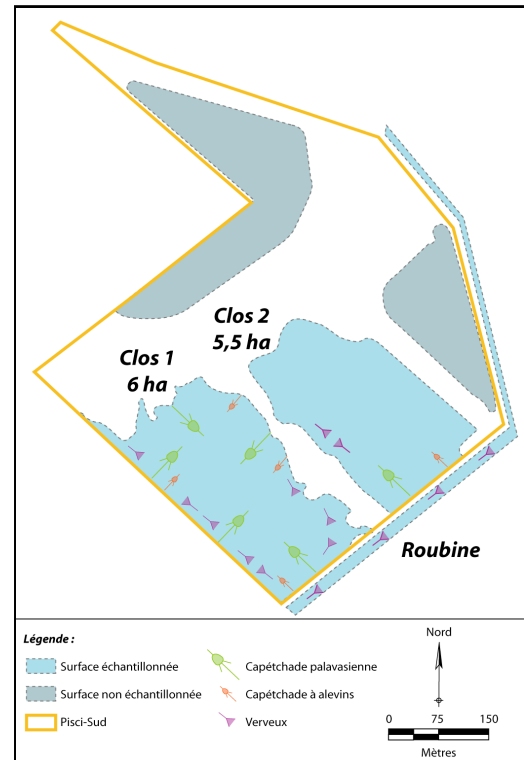 Clos 2
5,5 ha
Clos 1
6 ha
Roubine
Légende :
Surface échantillonnée
Surface non échantillonnée
Pisci-Sud
Capétchade palavasienne
Capétchade à alevins
Verveux
Nord
0 75 150
Mètres